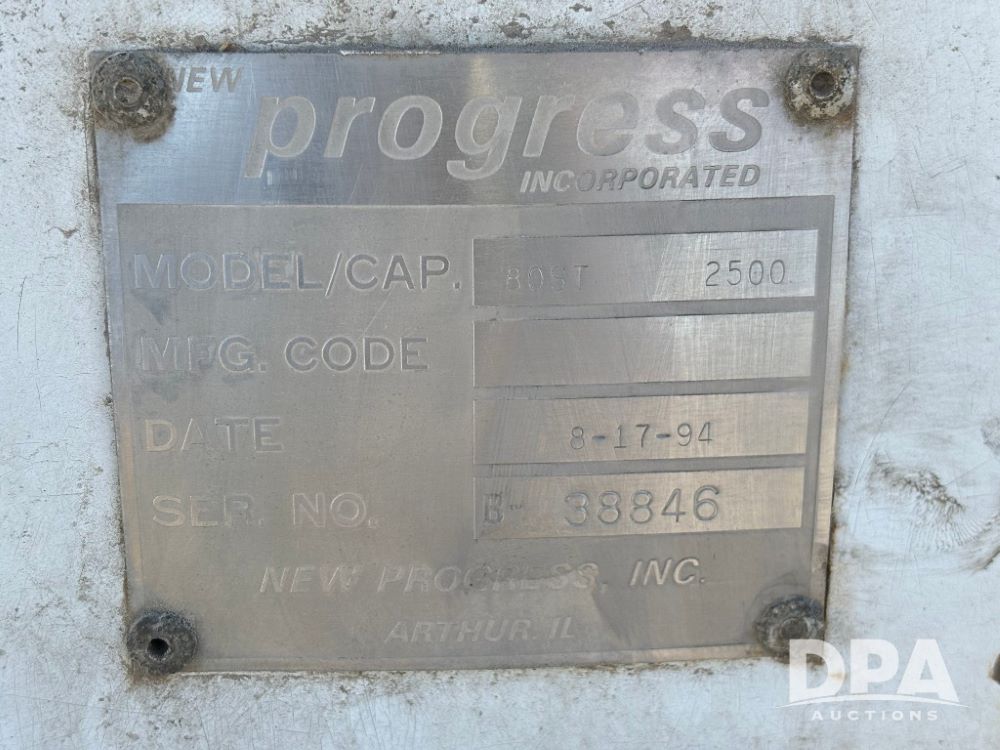 NEW
progress
INCORPORATED
MODEL/CAP. 80ST 2500
MFG. CODE
DATE 8-17-94
SER. NO. B- 38846
NEW PROGRESS, INC.
ARTHUR, IL
DPA
AUCTIONS